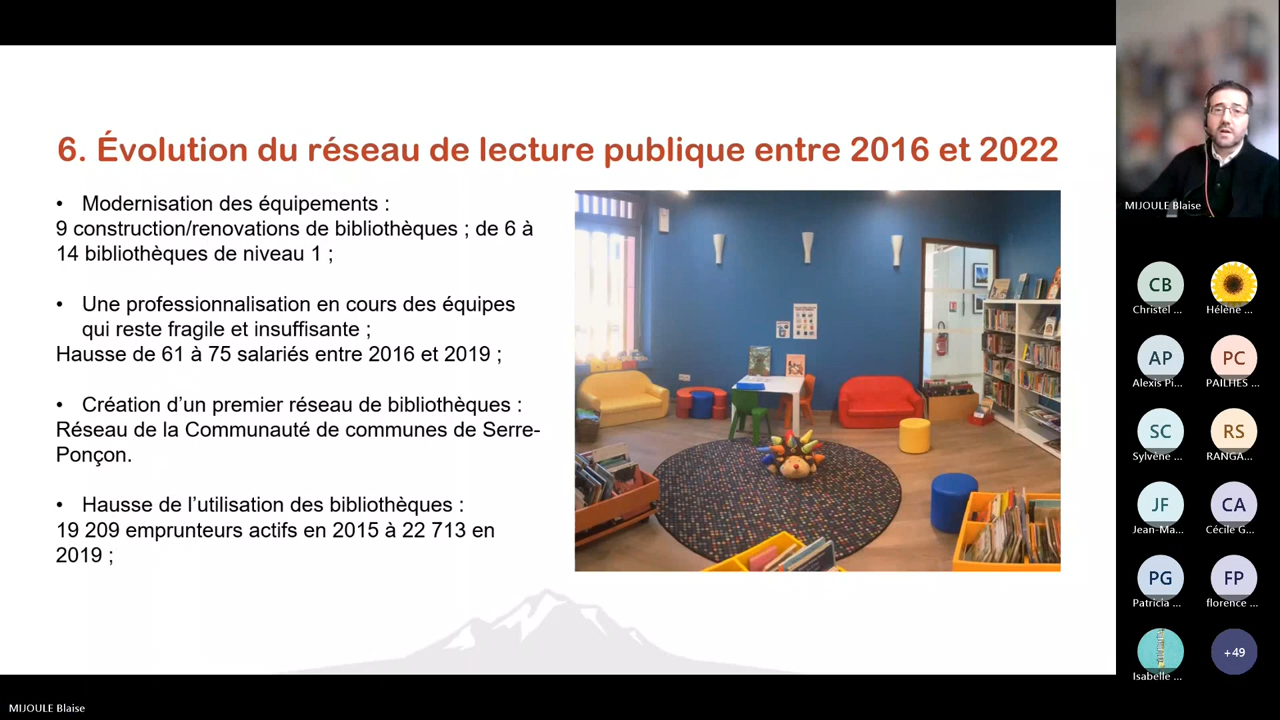 6. Évolution du réseau de lecture publique entre 2016 et 2022
• Modernisation des équipements :
9 construction/renovations de bibliothèques ; de 6 à
14 bibliothèques de niveau 1 ;
• Une professionnalisation en cours des équipes
qui reste fragile et insuffisante ;
Hausse de 61 à 75 salariés entre 2016 et 2019 ;
• Création d’un premier réseau de bibliothèques :
Réseau de la Communauté de communes de Serre-
Ponçon.
• Hausse de l’utilisation des bibliothèques :
19 209 emprunteurs actifs en 2015 à 22 713 en
2019 ;
MIJOULE Blaise
CB
Christel ...
Hélène ...
AP
Alexis Pi...
PC
PAILHES ...
SC
Sylvène ...
RS
RANGA...
JF
Jean-Ma...
CA
Cécile G...
PG
Patricia ...
FP
florence ...
Isabelle ...
+49
MIJOULE Blaise